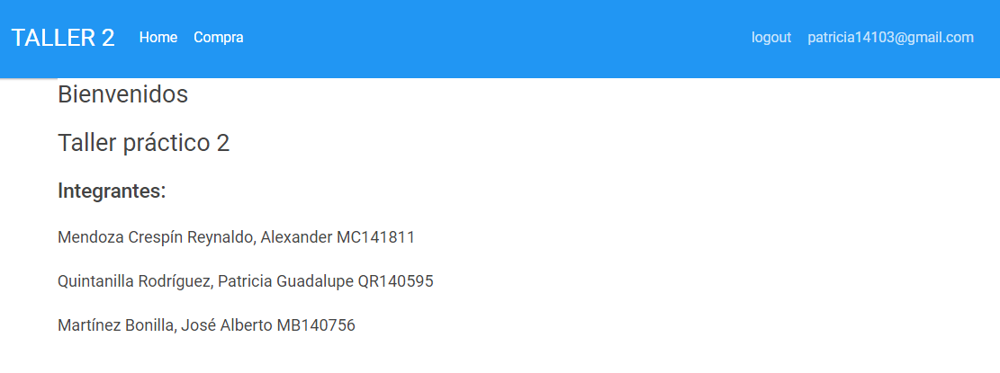 TALLER 2 Home Compra logout patricia14103@gmail.com
Bienvenidos
Taller práctico 2
Integrantes:
Mendoza Crespín Reynaldo, Alexander MC141811
Quintanilla Rodríguez, Patricia Guadalupe QR140595
Martínez Bonilla, José Alberto MB140756